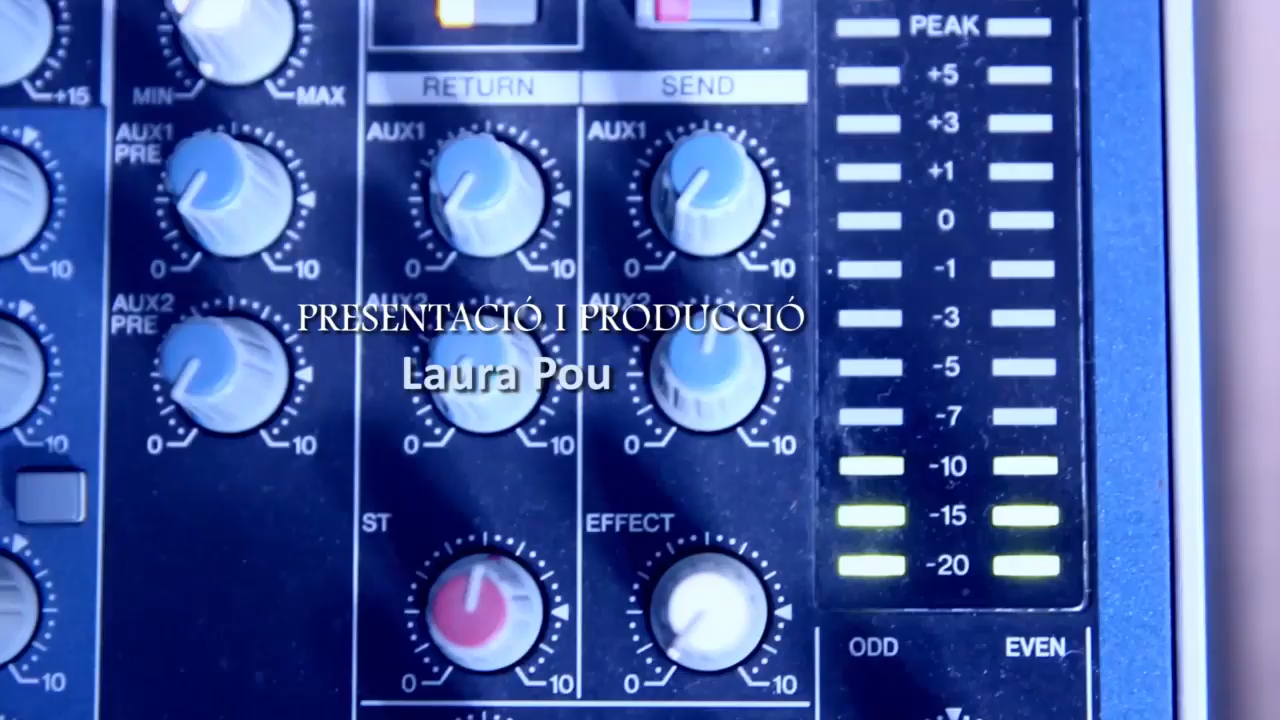 PEAK
+5
+3
+1
0
-1
-3
-5
-7
-10
-15
-20
ODD EVEN
+15
MIN MAX
RETURN SEND
AUX1 PRE
AUX1
AUX1
0 10
0 10
0 10
10
AUX2 PRE
AUX2
AUX2
PRESENTACIÓ I PRODUCCIÓ
Laura Pou
0 10
0 10
0 10
10
ST
EFFECT
0 10
0 10
10